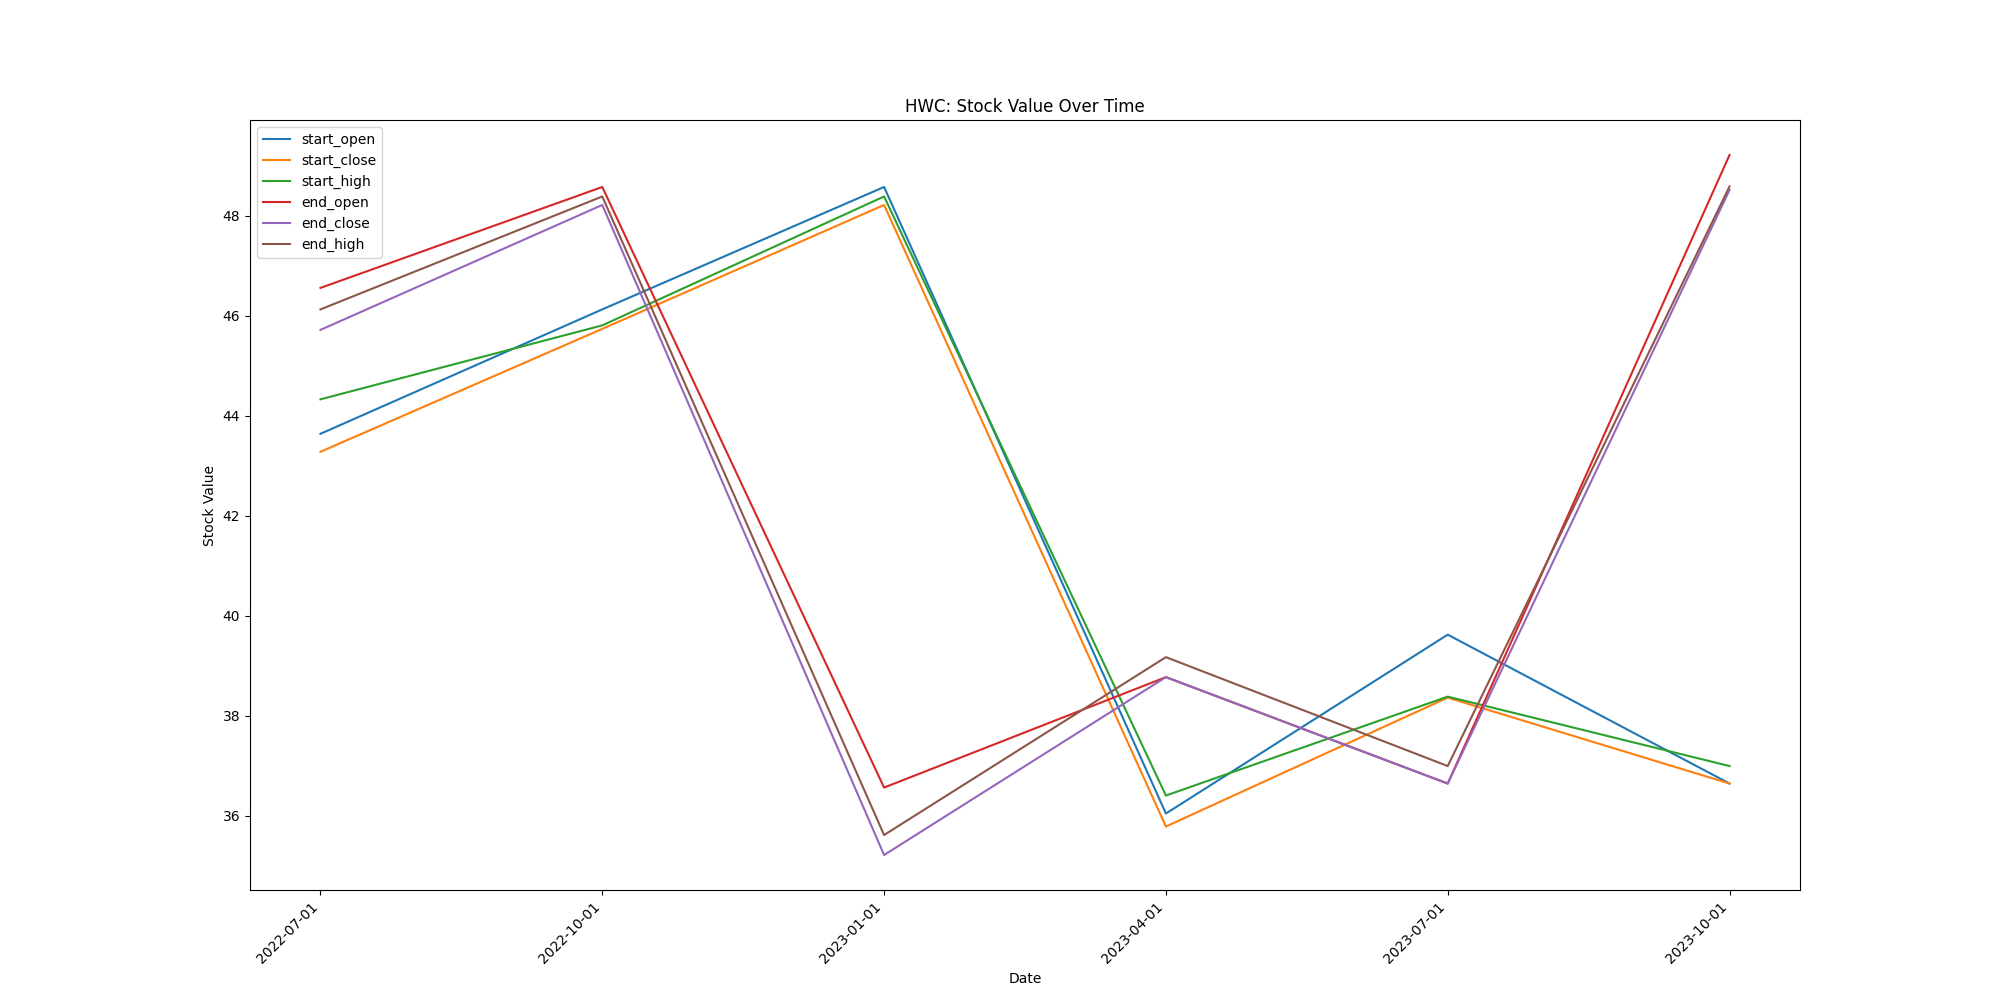 HWC: Stock Value Over Time
start_open
start_close
start_high
end_open
end_close
end_high
Stock Value
48
46
44
42
40
38
36
2022-07-01
2022-10-01
2023-01-01
2023-04-01
2023-07-01
2023-10-01
Date